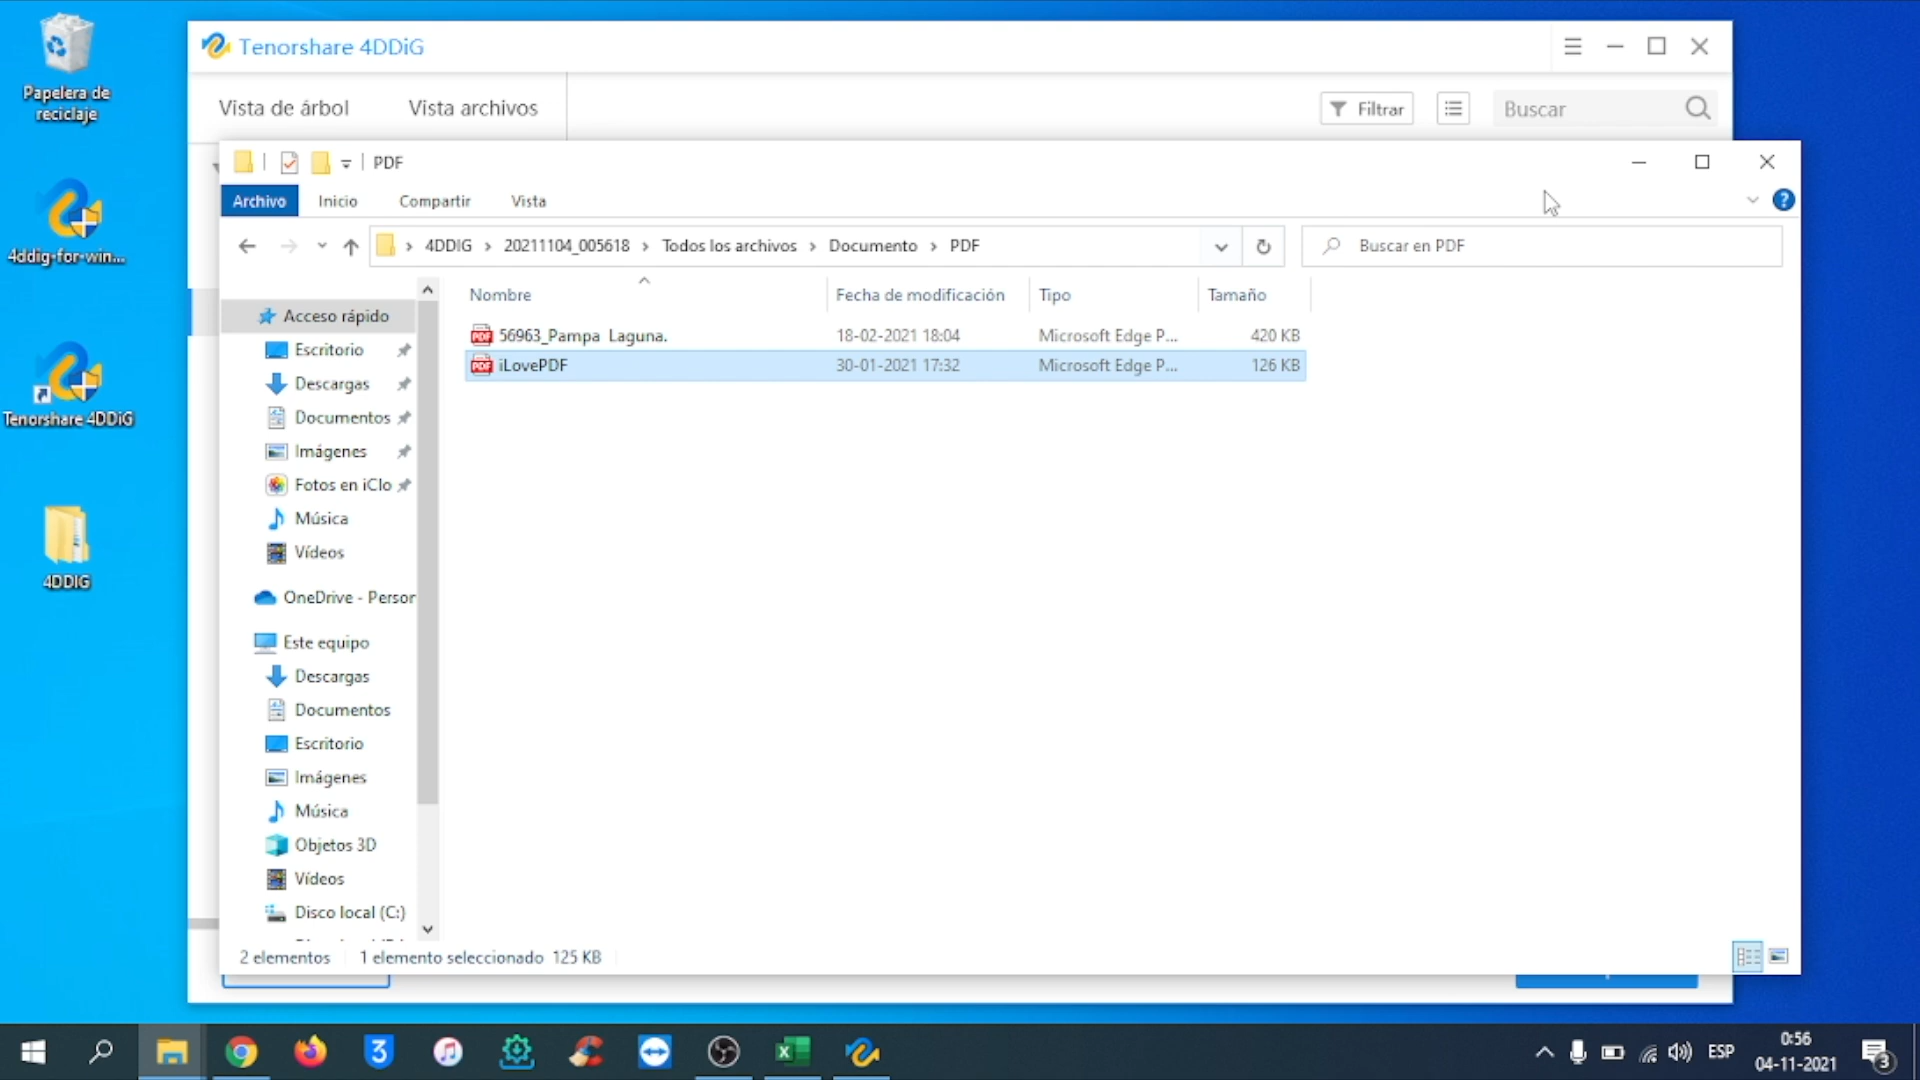 Papelera de
reciclaje
4ddig-for-win...
Tenorshare 4DDiG
4DDIG
Tenorshare 4DDiG
Vista de árbol
Vista archivos
Filtrar
Buscar
PDF
Archivo
Inicio
Compartir
Vista
4DDIG › 20211104_005618 › Todos los archivos › Documento › PDF
Buscar en PDF
Nombre
Fecha de modificación
Tipo
Tamaño
56963_Pampa Laguna.
18-02-2021 18:04
Microsoft Edge P...
420 KB
iLovePDF
30-01-2021 17:32
Microsoft Edge P...
126 KB
Acceso rápido
Escritorio
Descargas
Documentos
Imágenes
Fotos en iClo
Música
Vídeos
OneDrive - Person
Este equipo
Descargas
Documentos
Escritorio
Imágenes
Música
Objetos 3D
Vídeos
Disco local (C:)
2 elementos
1 elemento seleccionado 125 KB
ESP
0:56
04-11-2021
3